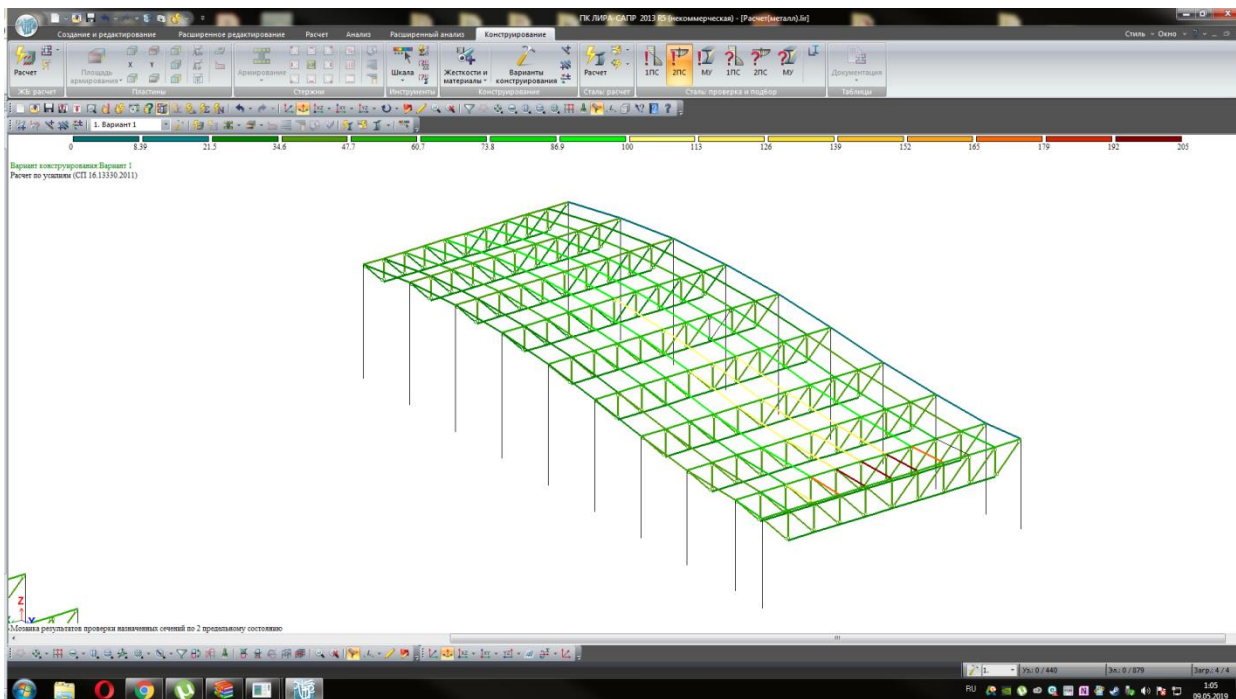 ПК ЛИРА-САПР 2013 R5 (некоммерческая) - [Расчет(металл).lir]
Создание и редактирование Расширенное редактирование Расчет Анализ Расширенный анализ Конструирование Стиль Окно
Расчет Площадь армирования X Y Армирование Шкала Жесткости и материалы Варианты конструирования Расчет 1ПС 2ПС МУ 1ПС 2ПС МУ Документация
ЖБ: расчет Пластины Стержни Инструменты Конструирование Сталь: расчет Сталь: проверка и подбор Таблицы
1. Вариант 1
0 8.39 21.5 34.6 47.7 60.7 73.8 86.9 100 113 126 139 152 165 179 192 205
Вариант конструирования:Вариант 1
Расчет по усилиям (СП 16.13330.2011)
Z
Y
Мозаика результатов проверки назначенных сечений по 2 предельному состоянию
1. Уз.: 0 / 440 Эл.: 0 / 879 Загр.: 4 / 4
RU 1:05
09.05.2019